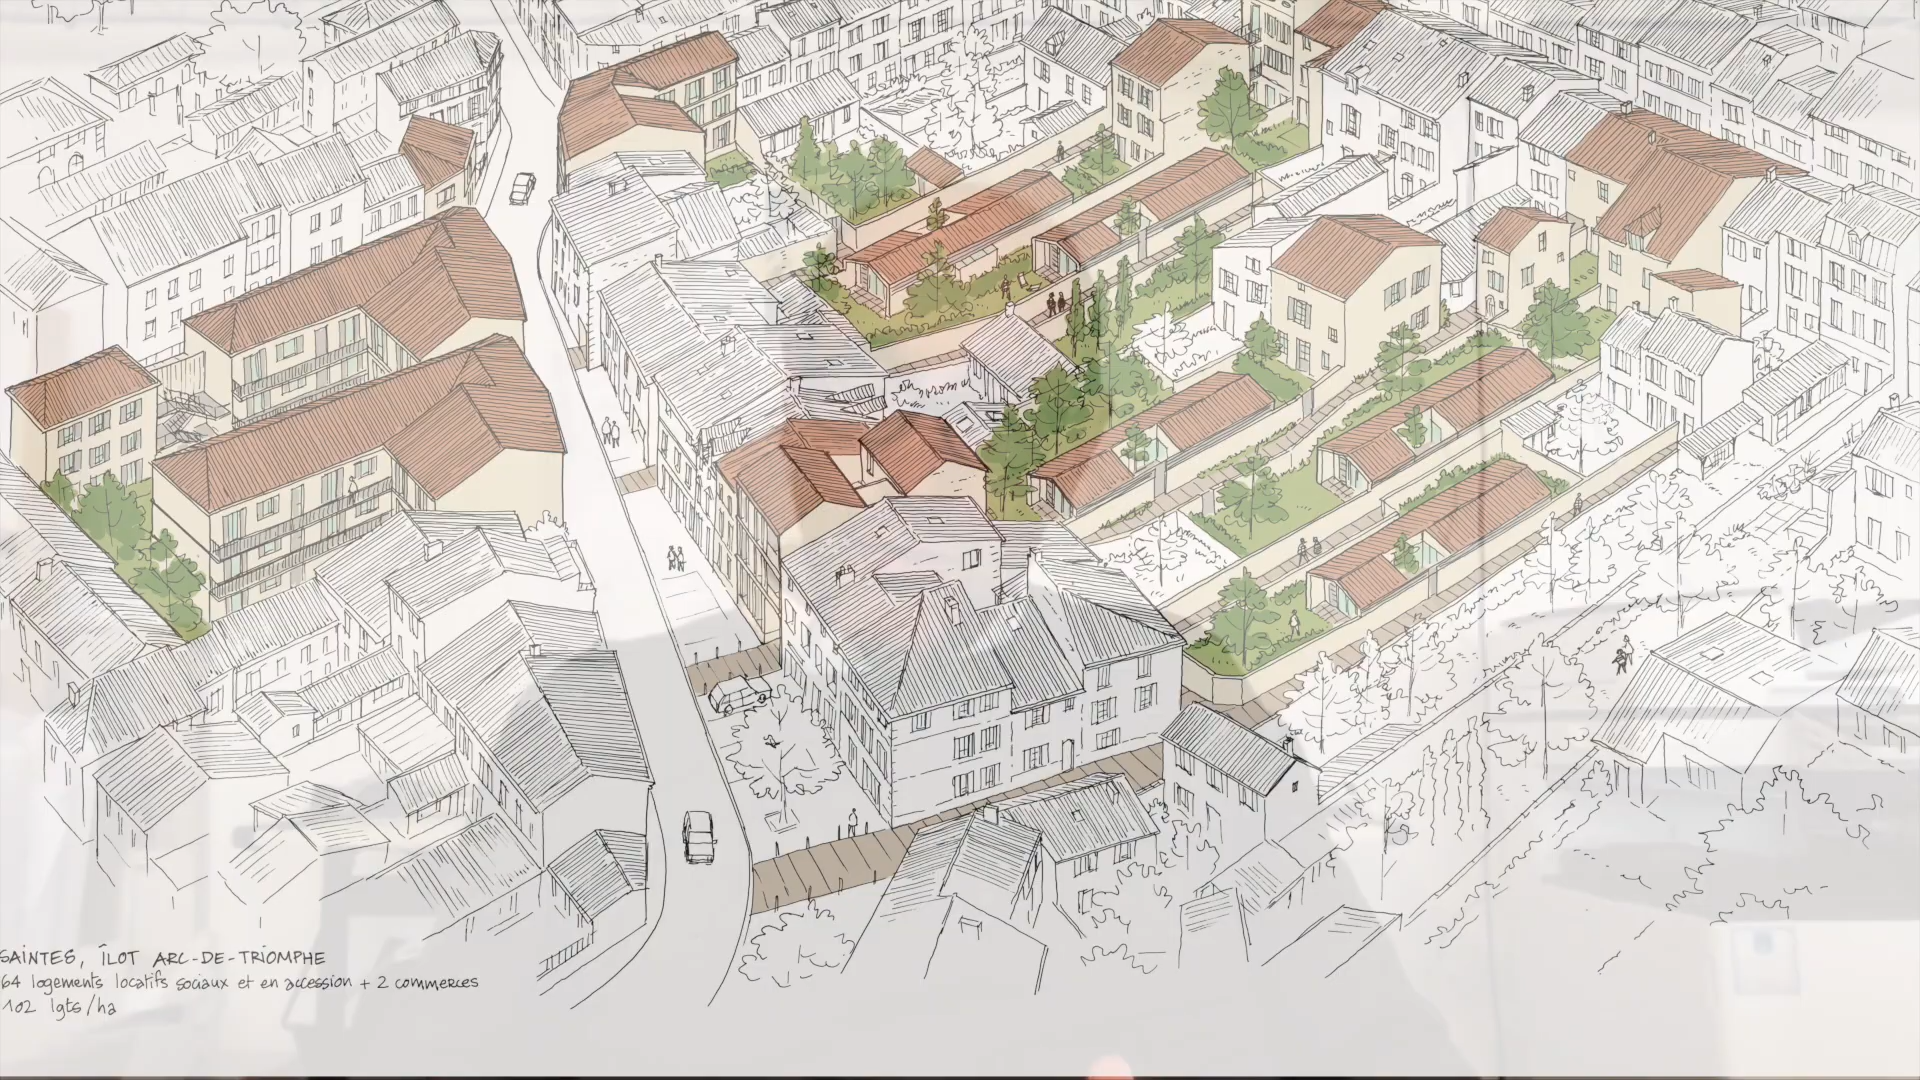 SAINTES, ÎLOT ARC-DE-TRIOMPHE
64 logements locatifs sociaux et en accession + 2 commerces
102 lgts/ha